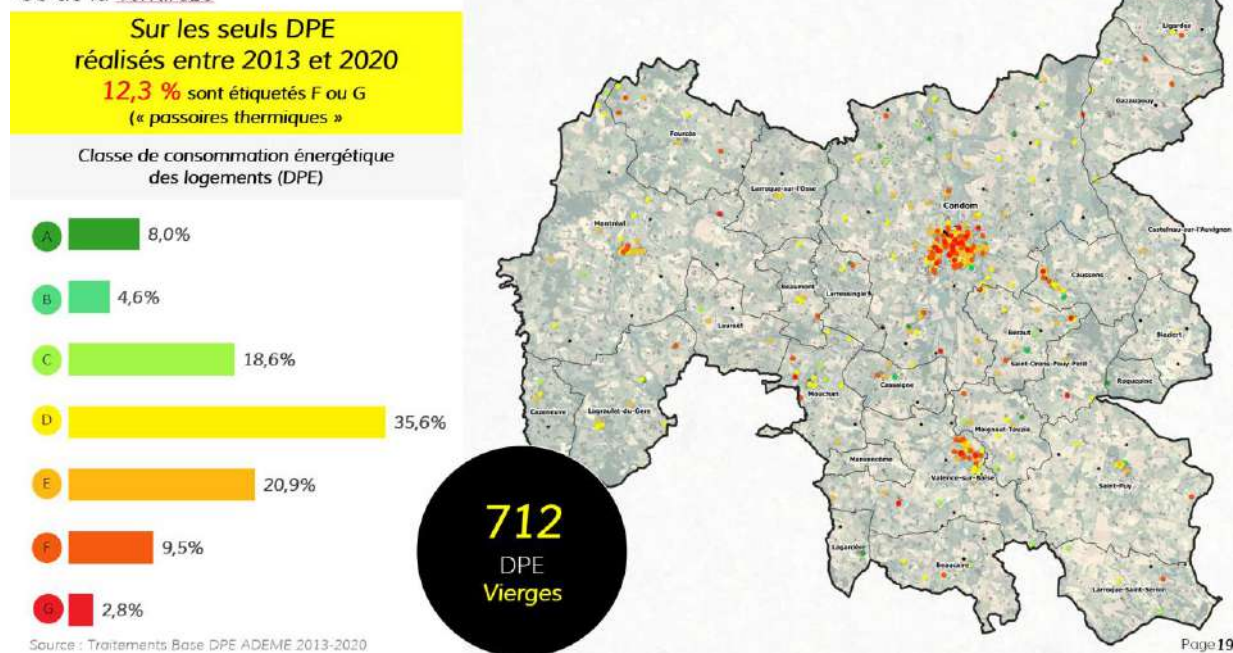 Sur les seuls DPE
réalisés entre 2013 et 2020
12,3 % sont étiquetés F ou G
(« passoires thermiques »
Classe de consommation énergétique
des logements (DPE)
A 8,0%
B 4,6%
C 18,6%
D 35,6%
E 20,9%
F 9,5%
G 2,8%
Source : Traitements Base DPE ADEME 2013-2020
712
DPE
Vierges
Ligardes
Gazaupouy
Fourcès
Larroque-sur-l'Osse
Condom
Montréal
Castelnau-sur-l'Auvignon
Caussens
Beaumont
Larressingle
Lauraët
Béraut
Blaziert
Saint-Orens-Pouy-Petit
Roquepine
Cassaigne
Mouchan
Cazeneuve
Lagraulet-du-Gers
Maignaut-Tauzia
Mansencôme
Valence-sur-Baïse
Saint-Puy
Lagardère
Beaucaire
Larroque-Saint-Sernin
Page 19